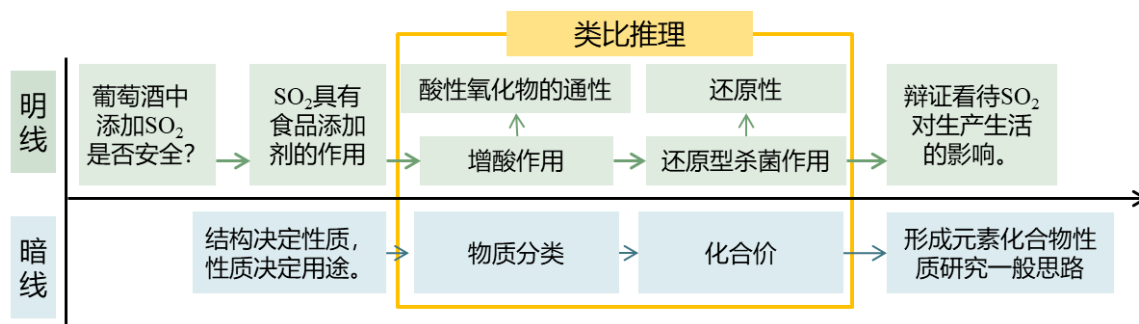 类比推理
明
线
葡萄酒中
添加SO₂
是否安全？
SO₂具有
食品添加
剂的作用
酸性氧化物的通性
增酸作用
还原性
还原型杀菌作用
辩证看待SO₂
对生产生活
的影响。
暗
线
结构决定性质，
性质决定用途。
物质分类
化合价
形成元素化合物性
质研究一般思路